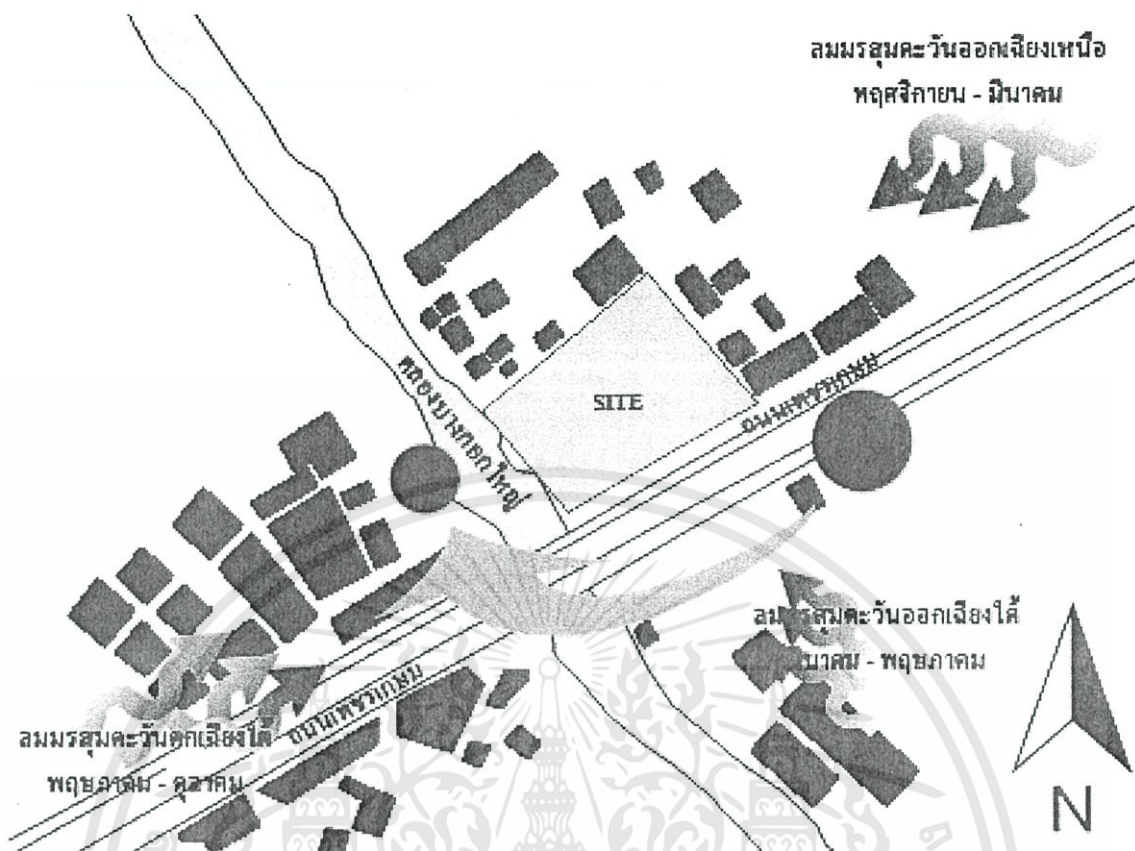 ลมมรสุมตะวันออกเฉียงเหนือ
พฤศจิกายน - มีนาคม
คลองบางกอกใหญ่
SITE
ถนนเพชรเกษม
ลมมรสุมตะวันออกเฉียงใต้
- พฤษภาคม
ลมมรสุมตะวันตกเฉียงใต้
พฤษภาคม - ตุลาคม
ถนนเพชรเกษม
N